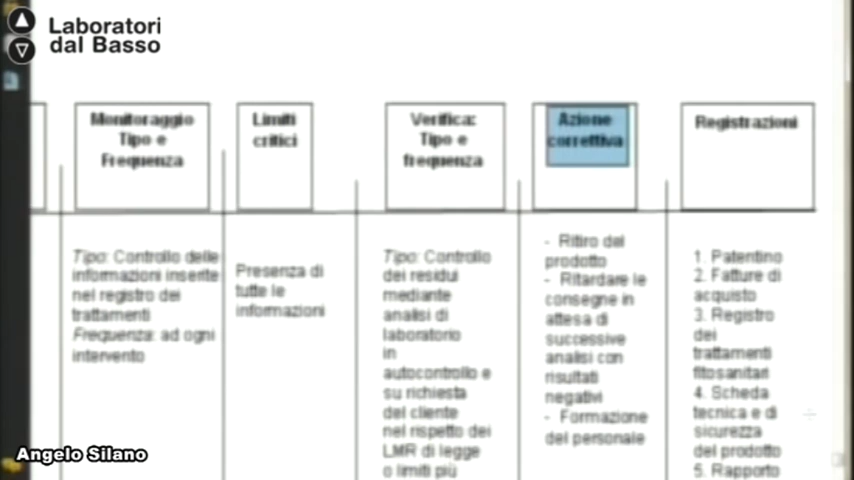 Laboratori
dal Basso
Monitoraggio
Tipo e
Frequenza
Limiti
critici
Verifica:
Tipo e
frequenza
Azione
correttiva
Registrazioni
Tipo: Controllo delle
informazioni inserite
nel registro dei
trattamenti
Frequenza: ad ogni
intervento
Presenza di
tutte le
informazioni
Tipo: Controllo
dei residui
mediante
analisi di
laboratorio
in
autocontrollo e
su richiesta
del cliente
nel rispetto dei
LMR di legge
o limiti più
- Ritiro del
prodotto
- Ritardare le
consegne in
attesa di
successive
analisi con
risultati
negativi
- Formazione
del personale
1. Patentino
2. Fatture di
acquisto
3. Registro
dei
trattamenti
fitosanitari
4. Scheda
tecnica e di
sicurezza
del prodotto
5. Rapporto
Angelo Silano